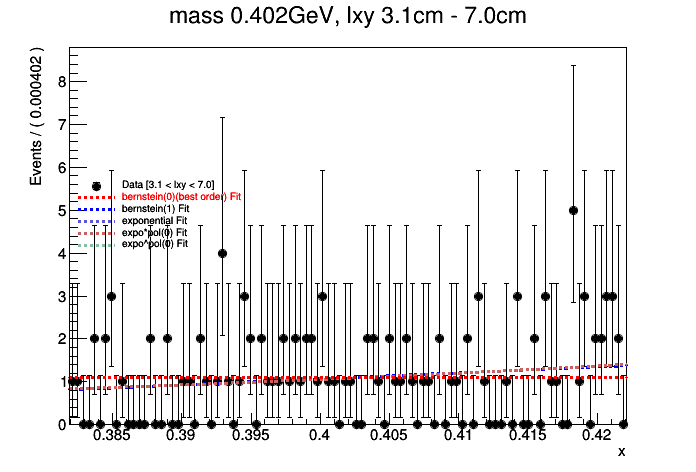 mass 0.402GeV, lxy 3.1cm - 7.0cm
Events / ( 0.000402 )
8
7
6
5
4
3
2
1
0
Data [3.1 < lxy < 7.0]
bernstein(0)(best order) Fit
bernstein(1) Fit
exponential Fit
expo*pol(0) Fit
expo^pol(0) Fit
0.385 0.39 0.395 0.4 0.405 0.41 0.415 0.42
x